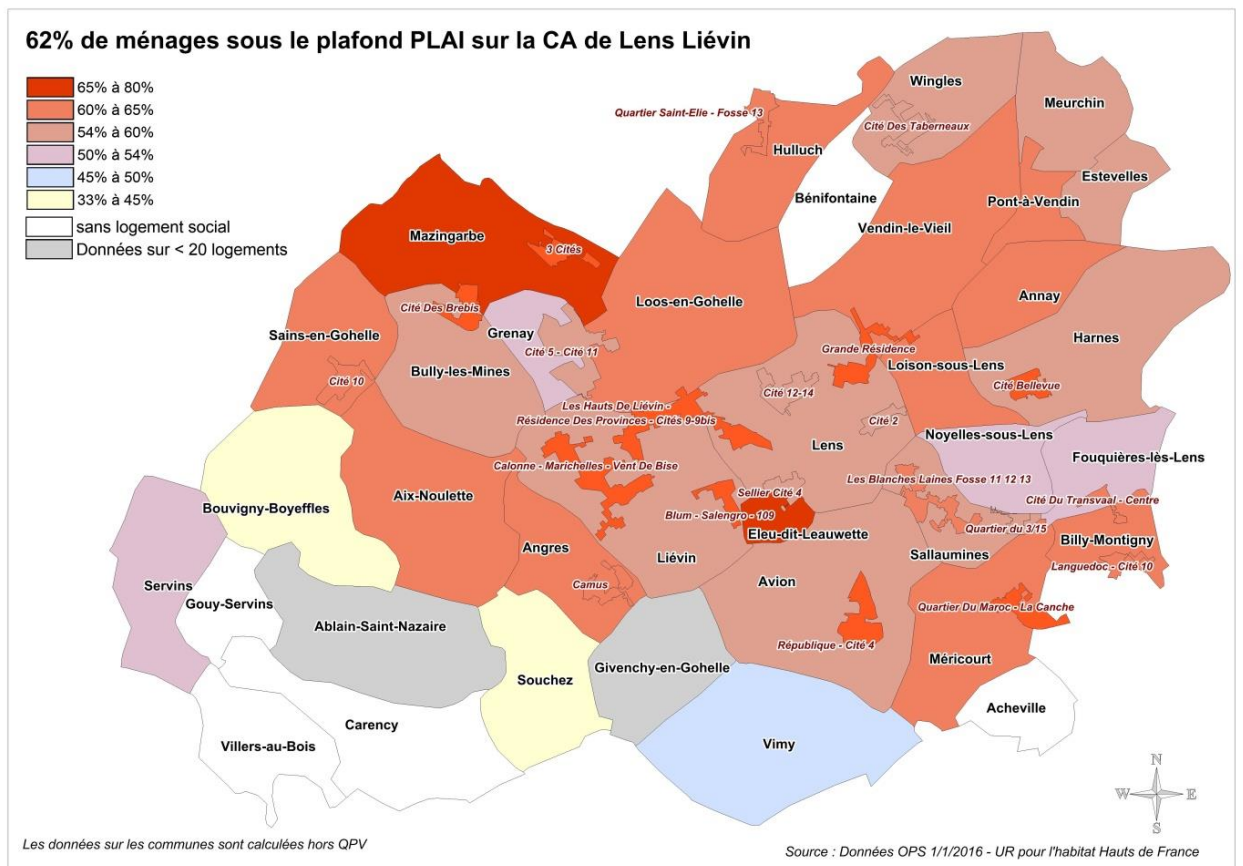 62% de ménages sous le plafond PLAI sur la CA de Lens Liévin
65% à 80%
60% à 65%
54% à 60%
50% à 54%
45% à 50%
33% à 45%
sans logement social
Données sur < 20 logements
Wingles
Meurchin
Quartier Saint-Elie - Fosse 13
Cité Des Taberneaux
Hulluch
Estevelles
Bénifontaine
Pont-à-Vendin
Vendin-le-Vieil
Mazingarbe
3 Cités
Loos-en-Gohelle
Annay
Cité Des Brebis
Sains-en-Gohelle
Grenay
Harnes
Cité 5 - Cité 11
Grande Résidence
Bully-les-Mines
Loison-sous-Lens
Cité 10
Cité 12-14
Cité Bellevue
Les Hauts De Liévin -
Résidence Des Provinces - Cités 9-9bis
Cité 2
Lens
Noyelles-sous-Lens
Fouquières-lès-Lens
Calonne - Marichelles - Vent De Bise
Les Blanches Laines Fosse 11 12 13
Aix-Noulette
Sellier Cité 4
Cité Du Transvaal - Centre
Bouvigny-Boyeffles
Blum - Salengro - 109
Eleu-dit-Leauwette
Quartier du 3/15
Billy-Montigny
Angres
Liévin
Sallaumines
Languedoc - Cité 10
Servins
Camus
Avion
Gouy-Servins
Quartier Du Maroc - La Canche
Ablain-Saint-Nazaire
République - Cité 4
Givenchy-en-Gohelle
Méricourt
Souchez
Acheville
Carency
Villers-au-Bois
Vimy
N
W
E
S
Les données sur les communes sont calculées hors QPV
Source : Données OPS 1/1/2016 - UR pour l'habitat Hauts de France